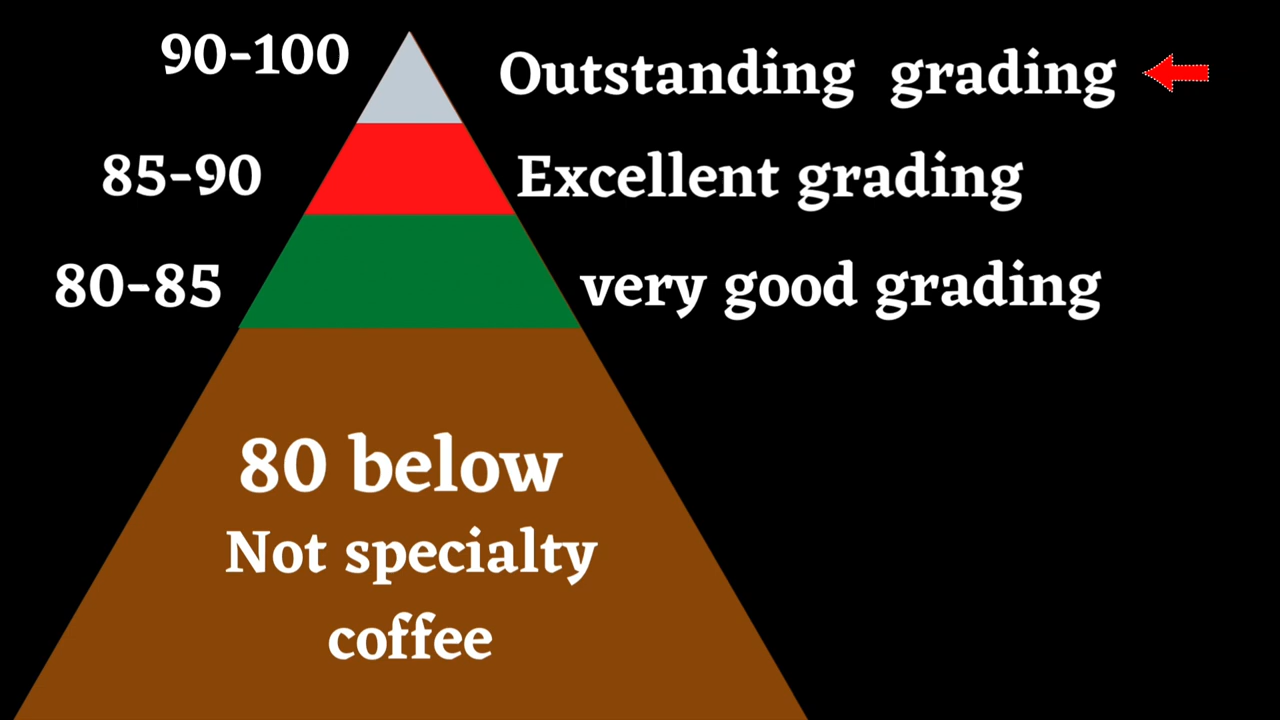 90-100 Outstanding grading
85-90 Excellent grading
80-85 very good grading
80 below
Not specialty
coffee